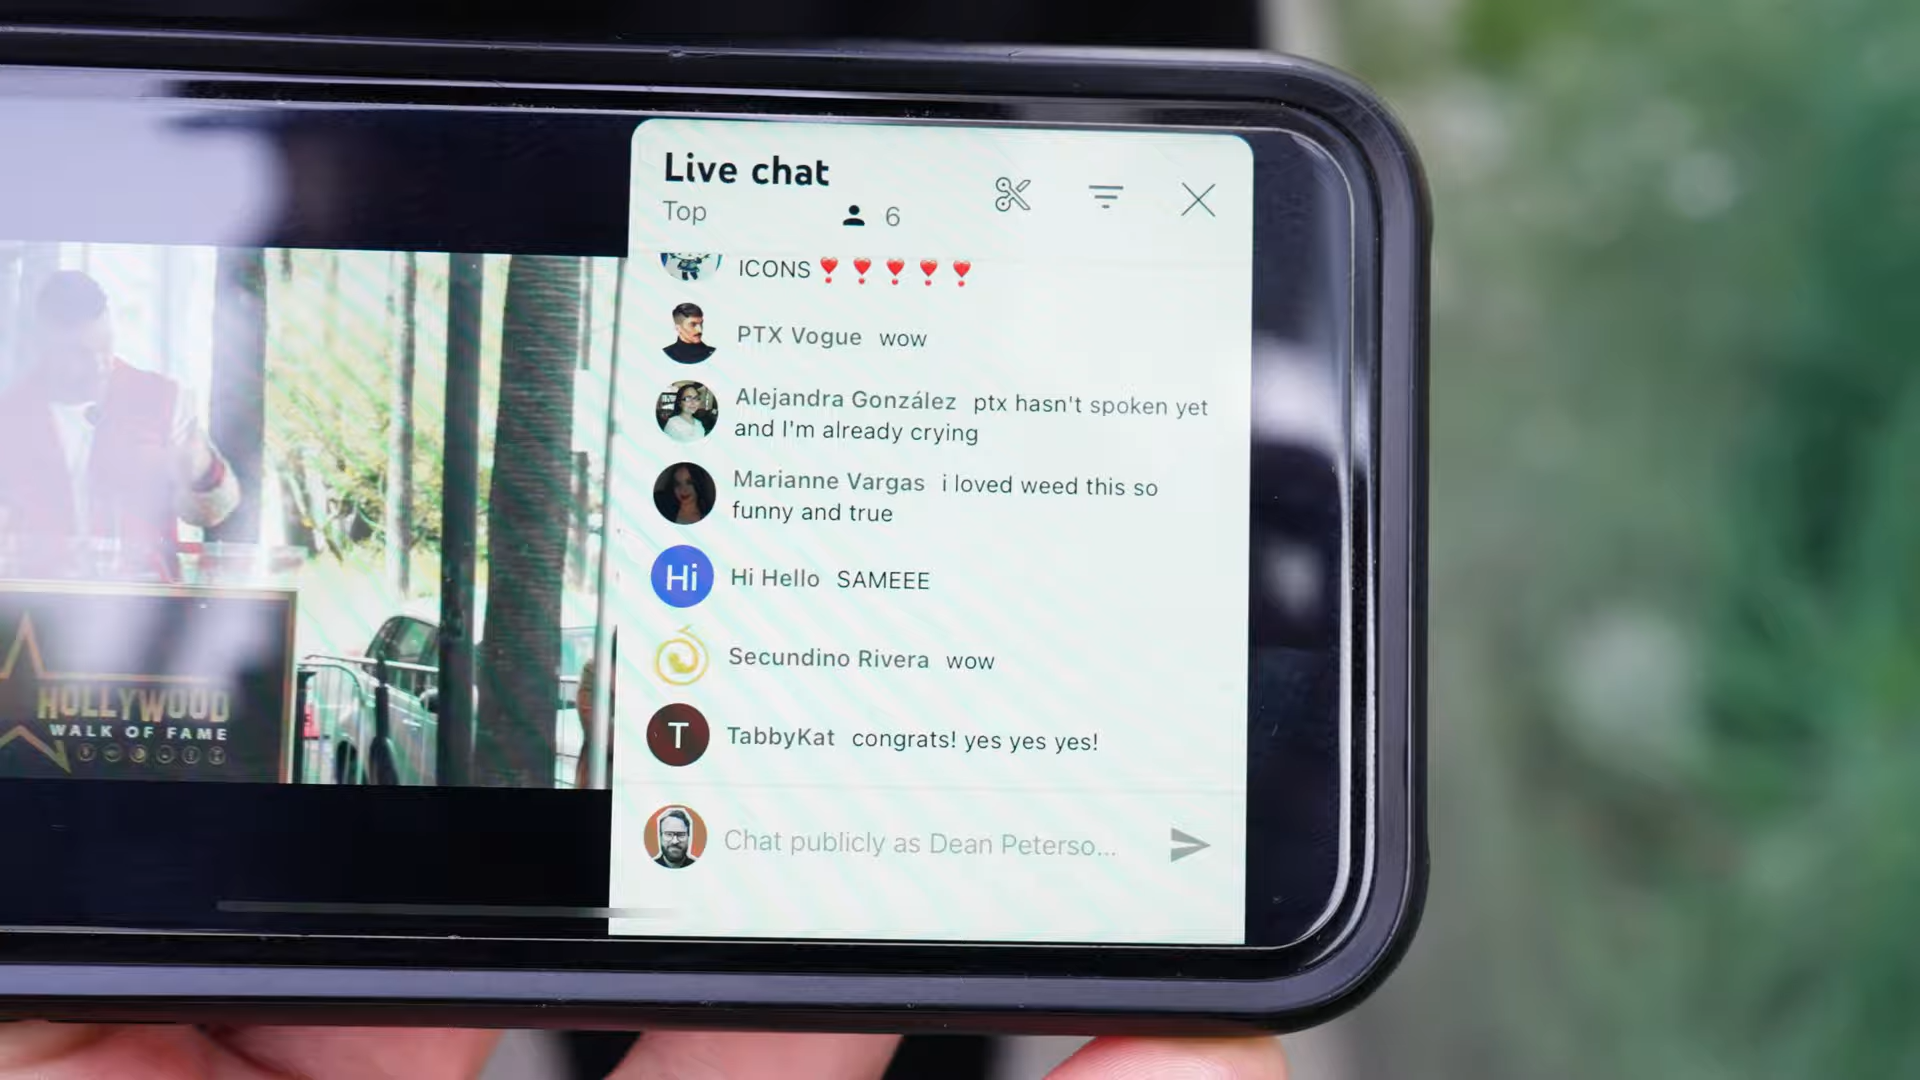 Live chat
Top 6
ICONS❣❣❣❣❣
PTX Vogue wow
Alejandra González ptx hasn't spoken yet
and I'm already crying
Marianne Vargas i loved weed this so
funny and true
Hi
Hi Hello SAMEEE
Secundino Rivera wow
T
TabbyKat congrats! yes yes yes!
Chat publicly as Dean Peterso...
HOLLYWOOD
WALK OF FAME